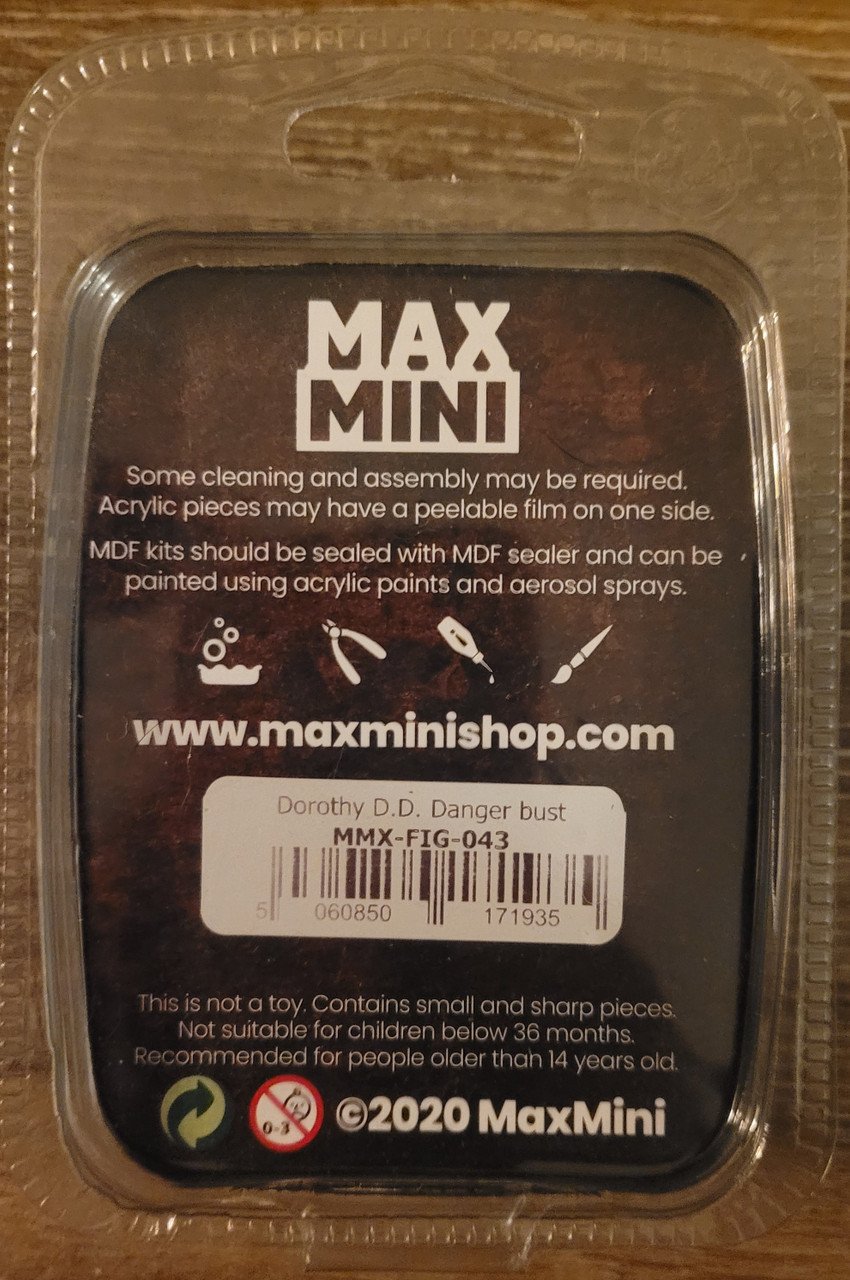 MAX
MINI
Some cleaning and assembly may be required.
Acrylic pieces may have a peelable film on one side.
MDF kits should be sealed with MDF sealer and can be
painted using acrylic paints and aerosol sprays.
www.maxminishop.com
Dorothy D.D. Danger bust
MMX-FIG-043
5 060850 171935
This is not a toy. Contains small and sharp pieces.
Not suitable for children below 36 months.
Recommended for people older than 14 years old.
0-3 ©2020 MaxMini